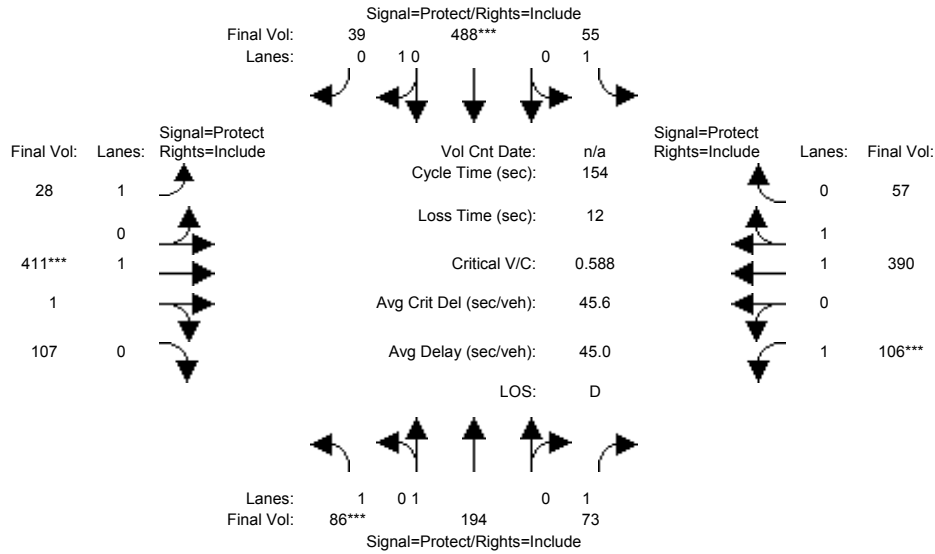 Signal=Protect/Rights=Include
Final Vol: 39 488*** 55
Lanes: 0 1 0 0 1
Signal=Protect
Final Vol: Lanes: Rights=Include
Vol Cnt Date: n/a
Signal=Protect
Rights=Include Lanes: Final Vol:
Cycle Time (sec): 154
28 1
0 57
Loss Time (sec): 12
0
1
411*** 1
Critical V/C: 0.588
1 390
1
Avg Crit Del (sec/veh): 45.6
0
107 0
Avg Delay (sec/veh): 45.0
1 106***
LOS: D
Lanes: 1 0 1 0 1
Final Vol: 86*** 194 73
Signal=Protect/Rights=Include